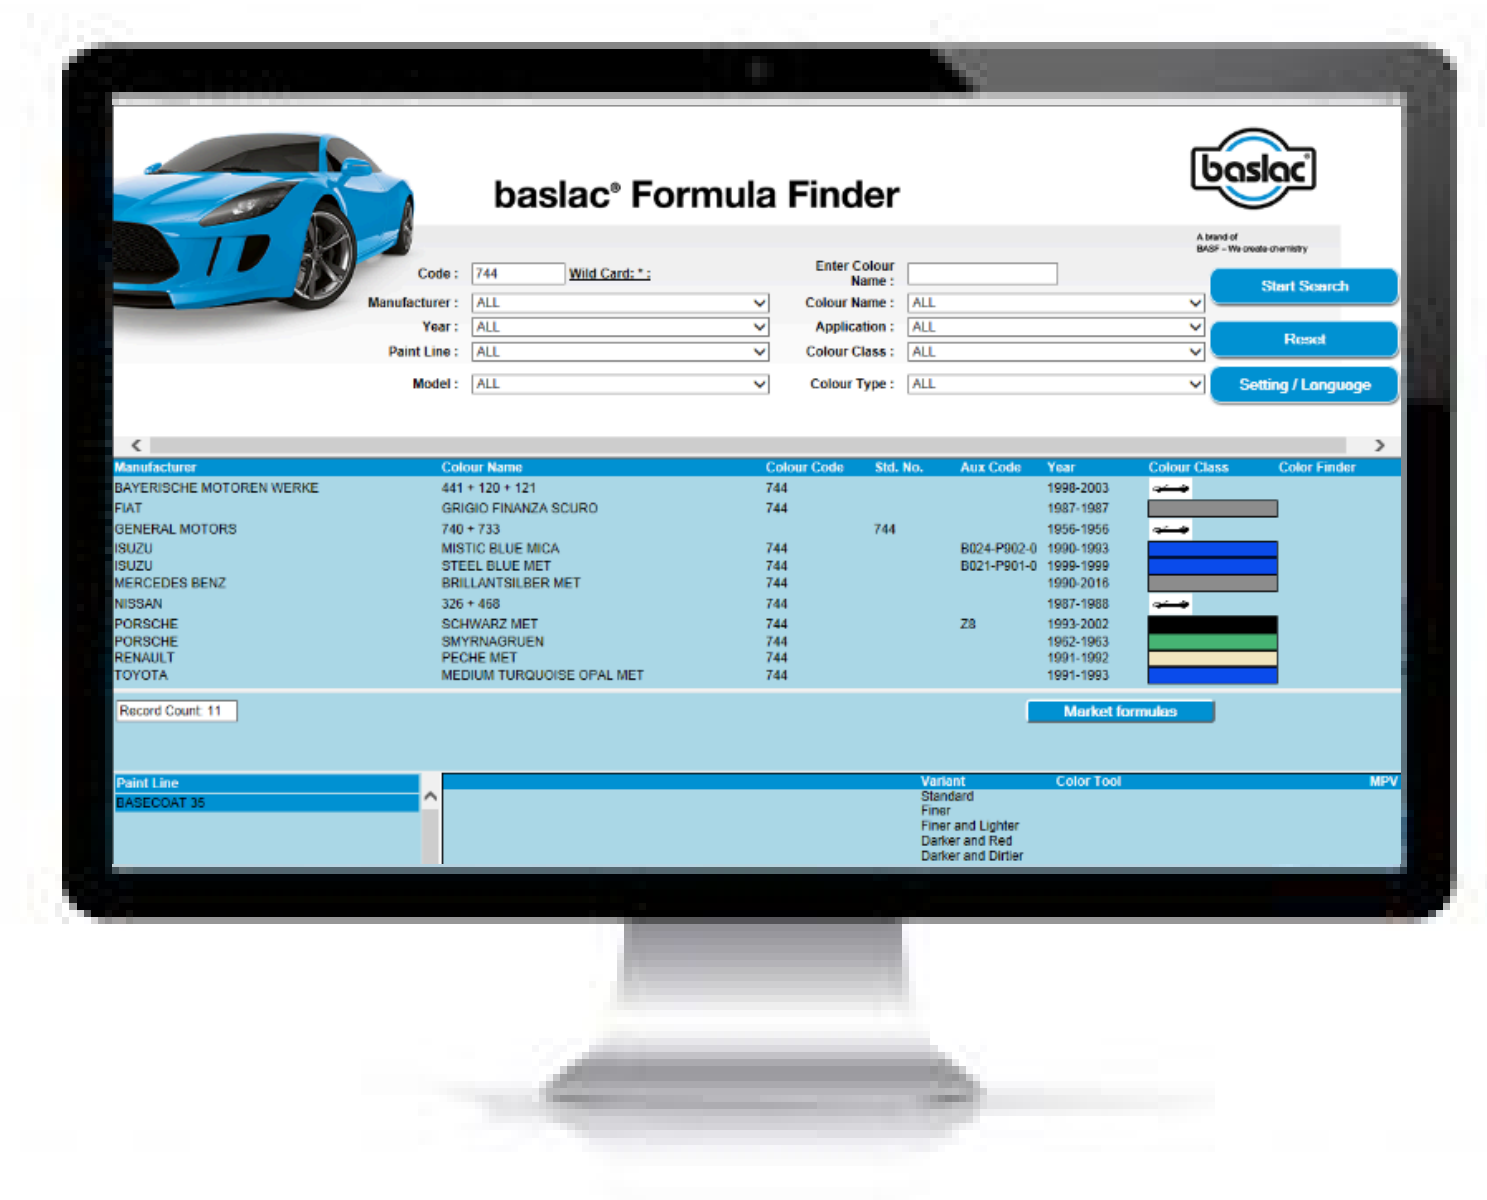 baslac® Formula Finder
baslac®
A brand of
BASF – We create chemistry
Code : 744 Wild Card: * :
Enter Colour
Name :
Start Search
Manufacturer : ALL
Colour Name : ALL
Year : ALL
Application : ALL
Reset
Paint Line : ALL
Colour Class : ALL
Model : ALL
Colour Type : ALL
Setting / Language
Manufacturer Colour Name Colour Code Std. No. Aux Code Year Colour Class Color Finder
BAYERISCHE MOTOREN WERKE 441 + 120 + 121 744 1998-2003
FIAT GRIGIO FINANZA SCURO 744 1987-1987
GENERAL MOTORS 740 + 733 744 1956-1956
ISUZU MISTIC BLUE MICA 744 B024-P902-0 1990-1993
ISUZU STEEL BLUE MET 744 B021-P901-0 1999-1999
MERCEDES BENZ BRILLANTSILBER MET 744 1990-2016
NISSAN 326 + 468 744 1987-1988
PORSCHE SCHWARZ MET 744 Z8 1993-2002
PORSCHE SMYRNAGRUEN 744 1962-1963
RENAULT PECHE MET 744 1991-1992
TOYOTA MEDIUM TURQUOISE OPAL MET 744 1991-1993
Record Count: 11
Market formulas
Paint Line
BASECOAT 35
Variant Color Tool MPV
Standard
Finer
Finer and Lighter
Darker and Red
Darker and Dirtier